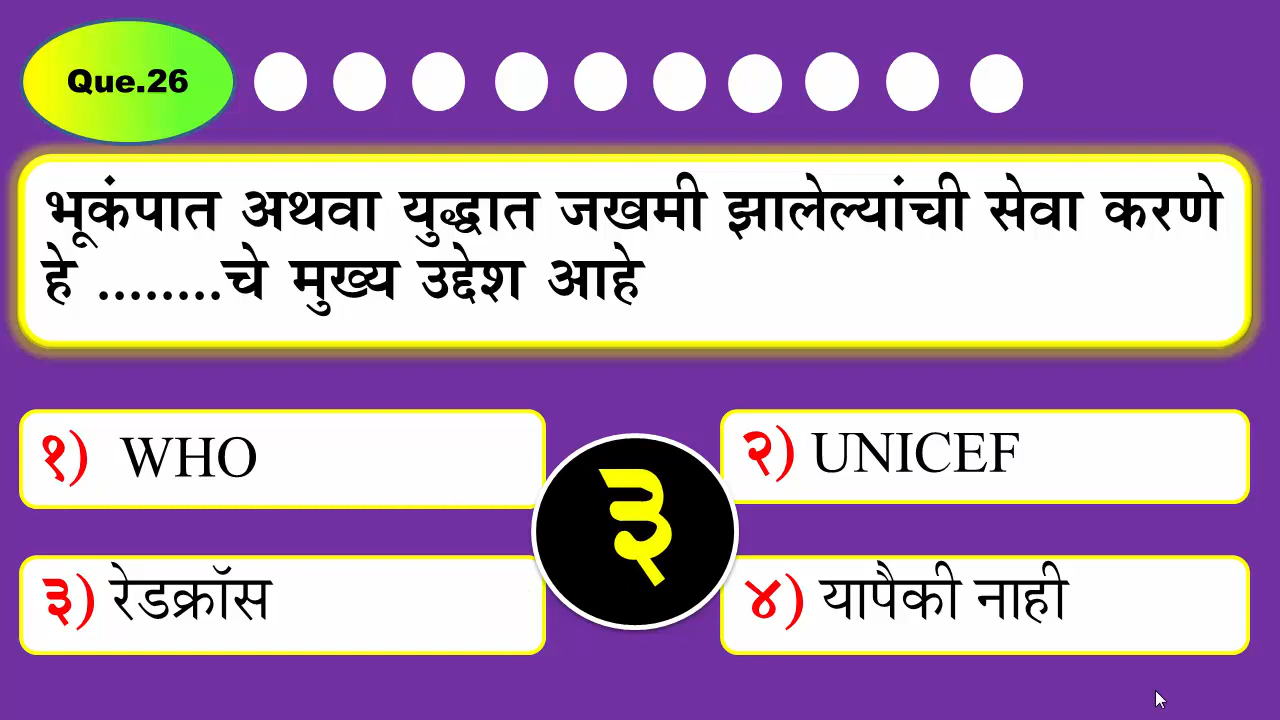 Que.26
भूकंपात अथवा युद्धात जखमी झालेल्यांची सेवा करणे
हे ........चे मुख्य उद्देश आहे
१) WHO
२) UNICEF
३
३) रेडक्रॉस
४) यापैकी नाही